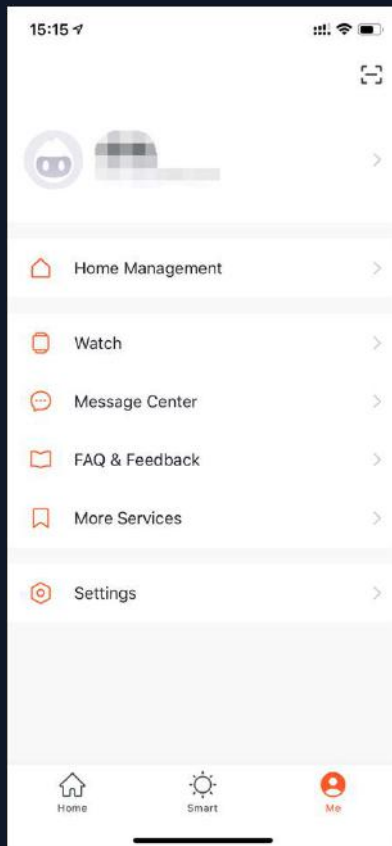 15:15
Home Management
Watch
Message Center
FAQ & Feedback
More Services
Settings
Home
Smart
Me